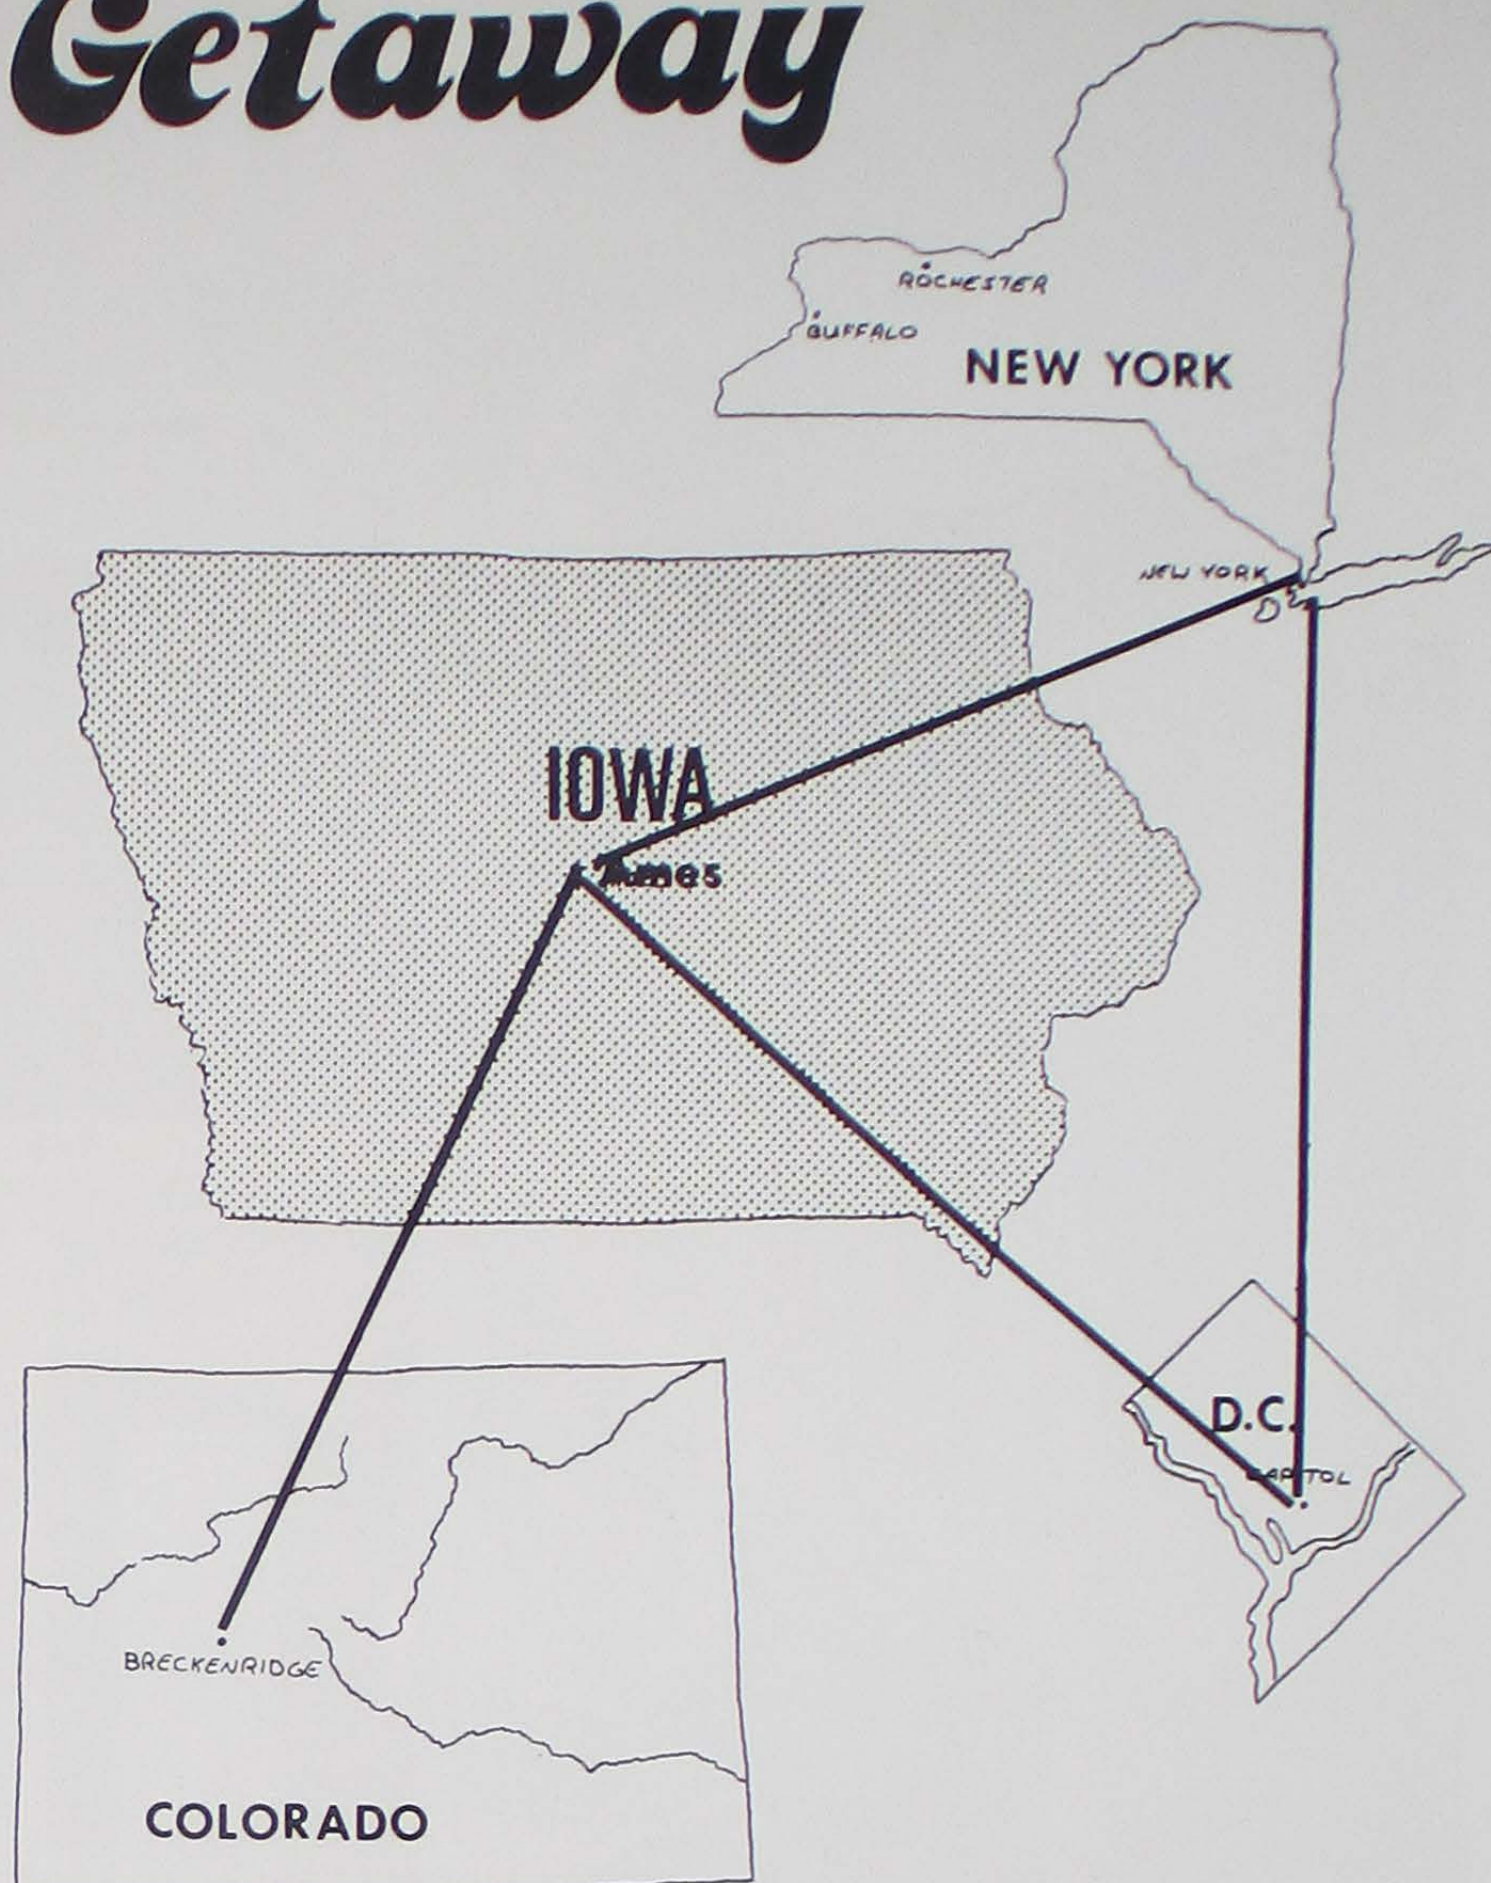 Getaway
ROCHESTER
BUFFALO
NEW YORK
NEW YORK
IOWA
Ames
D.C.
CAPITOL
BRECKENRIDGE
COLORADO